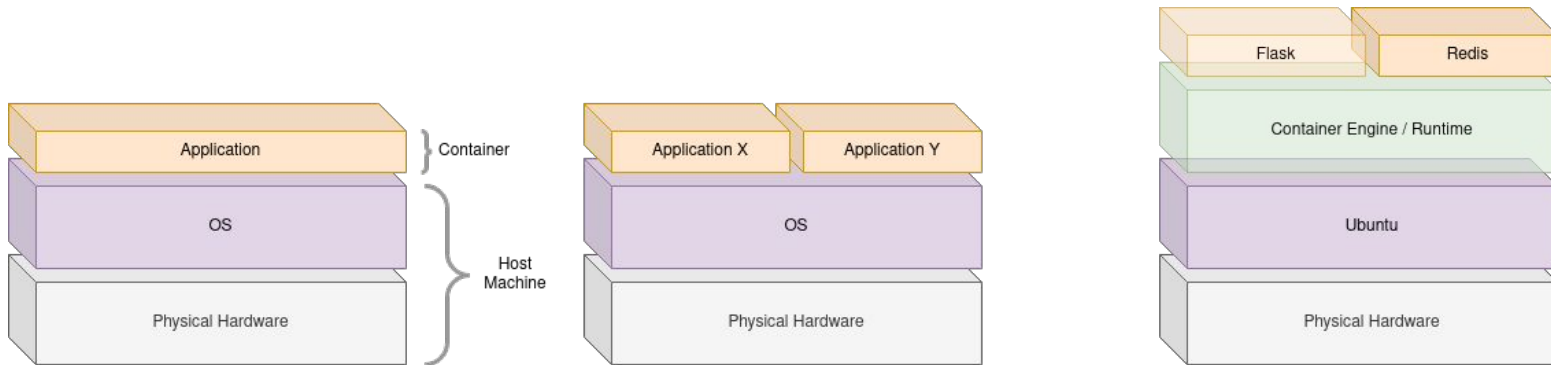 Application
Container
OS
Host
Machine
Physical Hardware
Application X
Application Y
OS
Physical Hardware
Flask
Redis
Container Engine / Runtime
Ubuntu
Physical Hardware